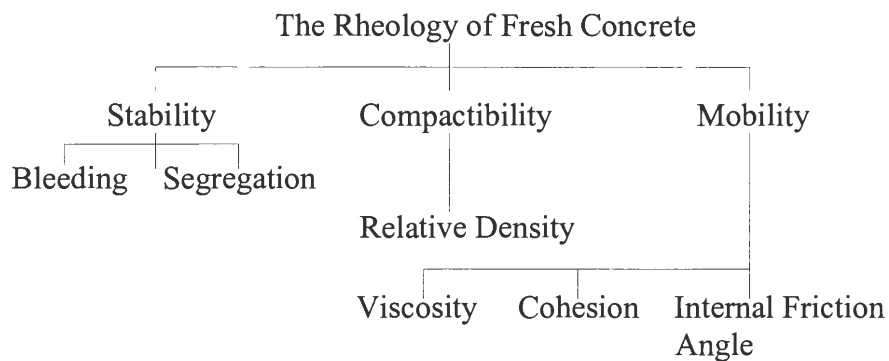 The Rheology of Fresh Concrete
Stability Compactibility Mobility
Bleeding Segregation
Relative Density
Viscosity Cohesion Internal Friction
Angle